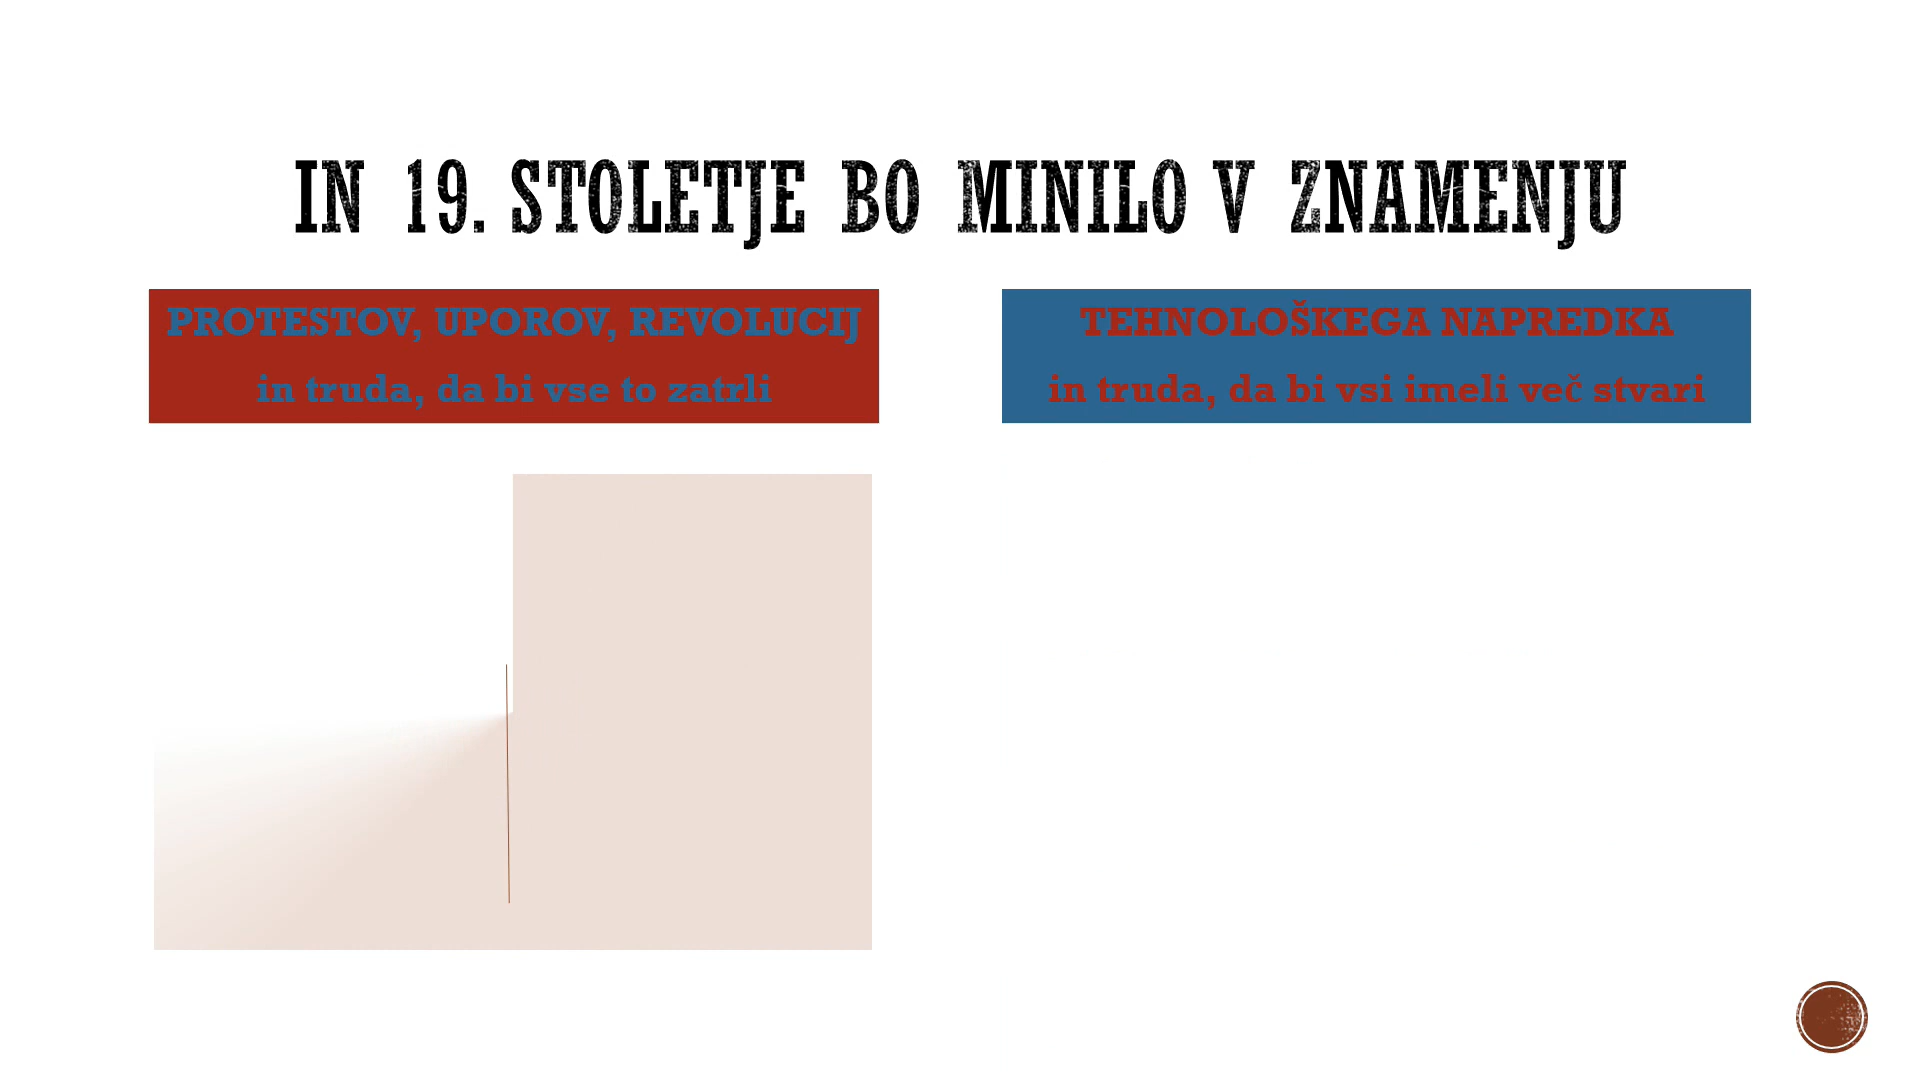 IN 19. STOLETJE BO MINILO V ZNAMENJU
PROTESTOV, UPOROV, REVOLUCIJ
in truda, da bi vse to zatrli
TEHNOLOŠKEGA NAPREDKA
in truda, da bi vsi imeli več stvari